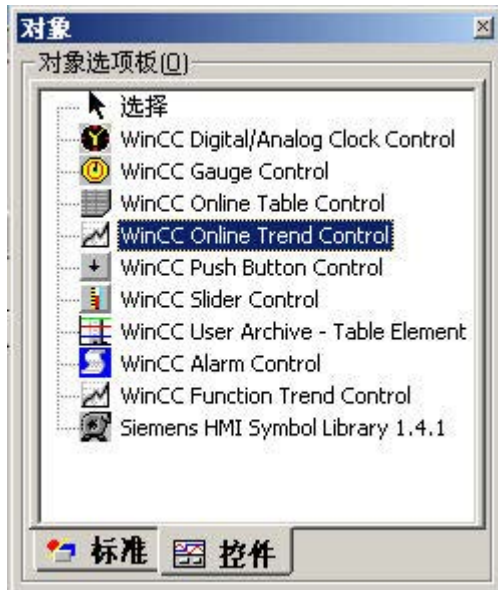 对象
对象选项板(O)
选择
WinCC Digital/Analog Clock Control
WinCC Gauge Control
WinCC Online Table Control
WinCC Online Trend Control
WinCC Push Button Control
WinCC Slider Control
WinCC User Archive - Table Element
WinCC Alarm Control
WinCC Function Trend Control
Siemens HMI Symbol Library 1.4.1
标准 控件